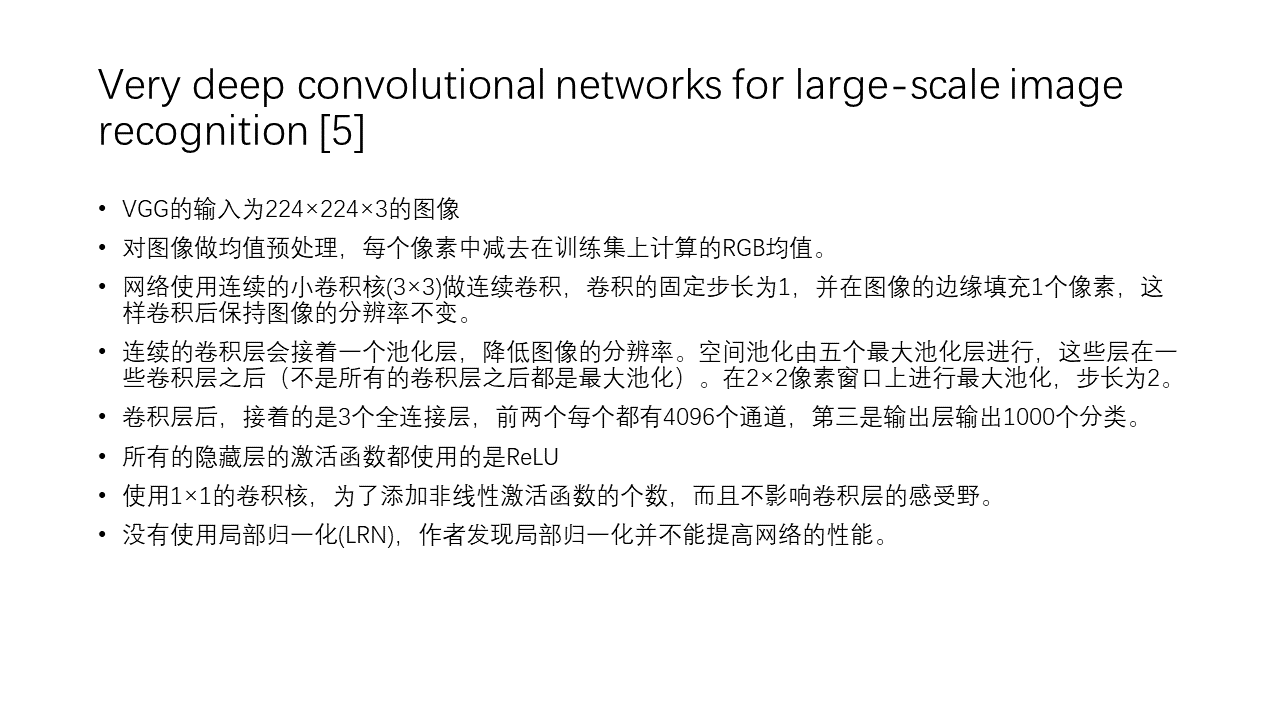 Very deep convolutional networks for large-scale image
recognition [5]
• VGG的输入为224×224×3的图像
• 对图像做均值预处理，每个像素中减去在训练集上计算的RGB均值。
• 网络使用连续的小卷积核(3×3)做连续卷积，卷积的固定步长为1，并在图像的边缘填充1个像素，这
样卷积后保持图像的分辨率不变。
• 连续的卷积层会接着一个池化层，降低图像的分辨率。空间池化由五个最大池化层进行，这些层在一
些卷积层之后（不是所有的卷积层之后都是最大池化）。在2×2像素窗口上进行最大池化，步长为2。
• 卷积层后，接着的是3个全连接层，前两个每个都有4096个通道，第三是输出层输出1000个分类。
• 所有的隐藏层的激活函数都使用的是ReLU
• 使用1×1的卷积核，为了添加非线性激活函数的个数，而且不影响卷积层的感受野。
• 没有使用局部归一化(LRN)，作者发现局部归一化并不能提高网络的性能。